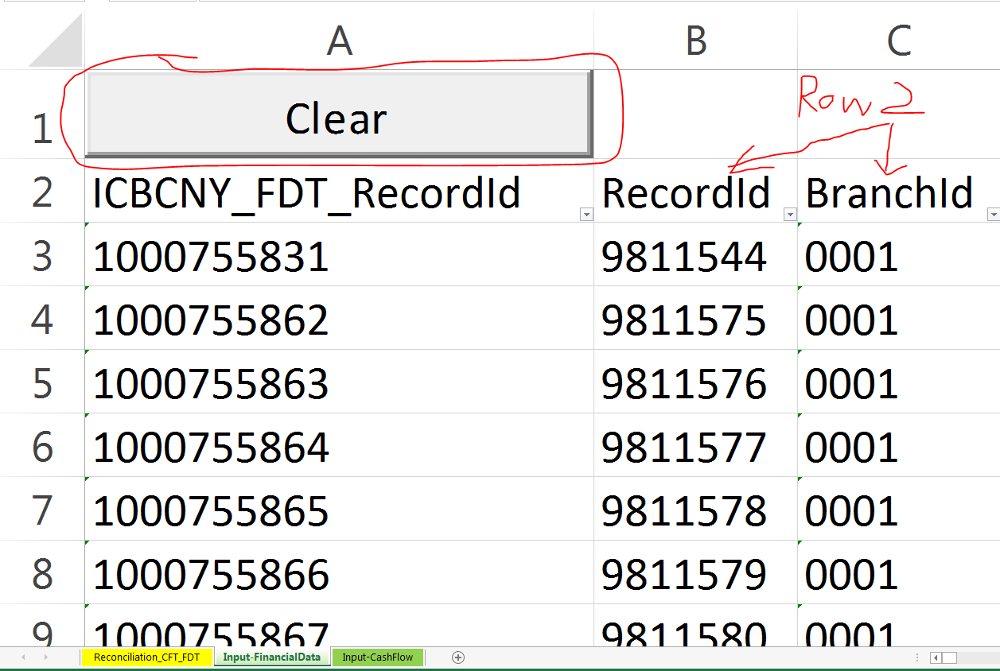 A B C
1 Clear Row 2
2 ICBCNY_FDT_RecordId RecordId BranchId
3 1000755831 9811544 0001
4 1000755862 9811575 0001
5 1000755863 9811576 0001
6 1000755864 9811577 0001
7 1000755865 9811578 0001
8 1000755866 9811579 0001
9 1000755867 9811580 0001
Reconciliation_CFT_FDT Input-FinancialData Input-CashFlow